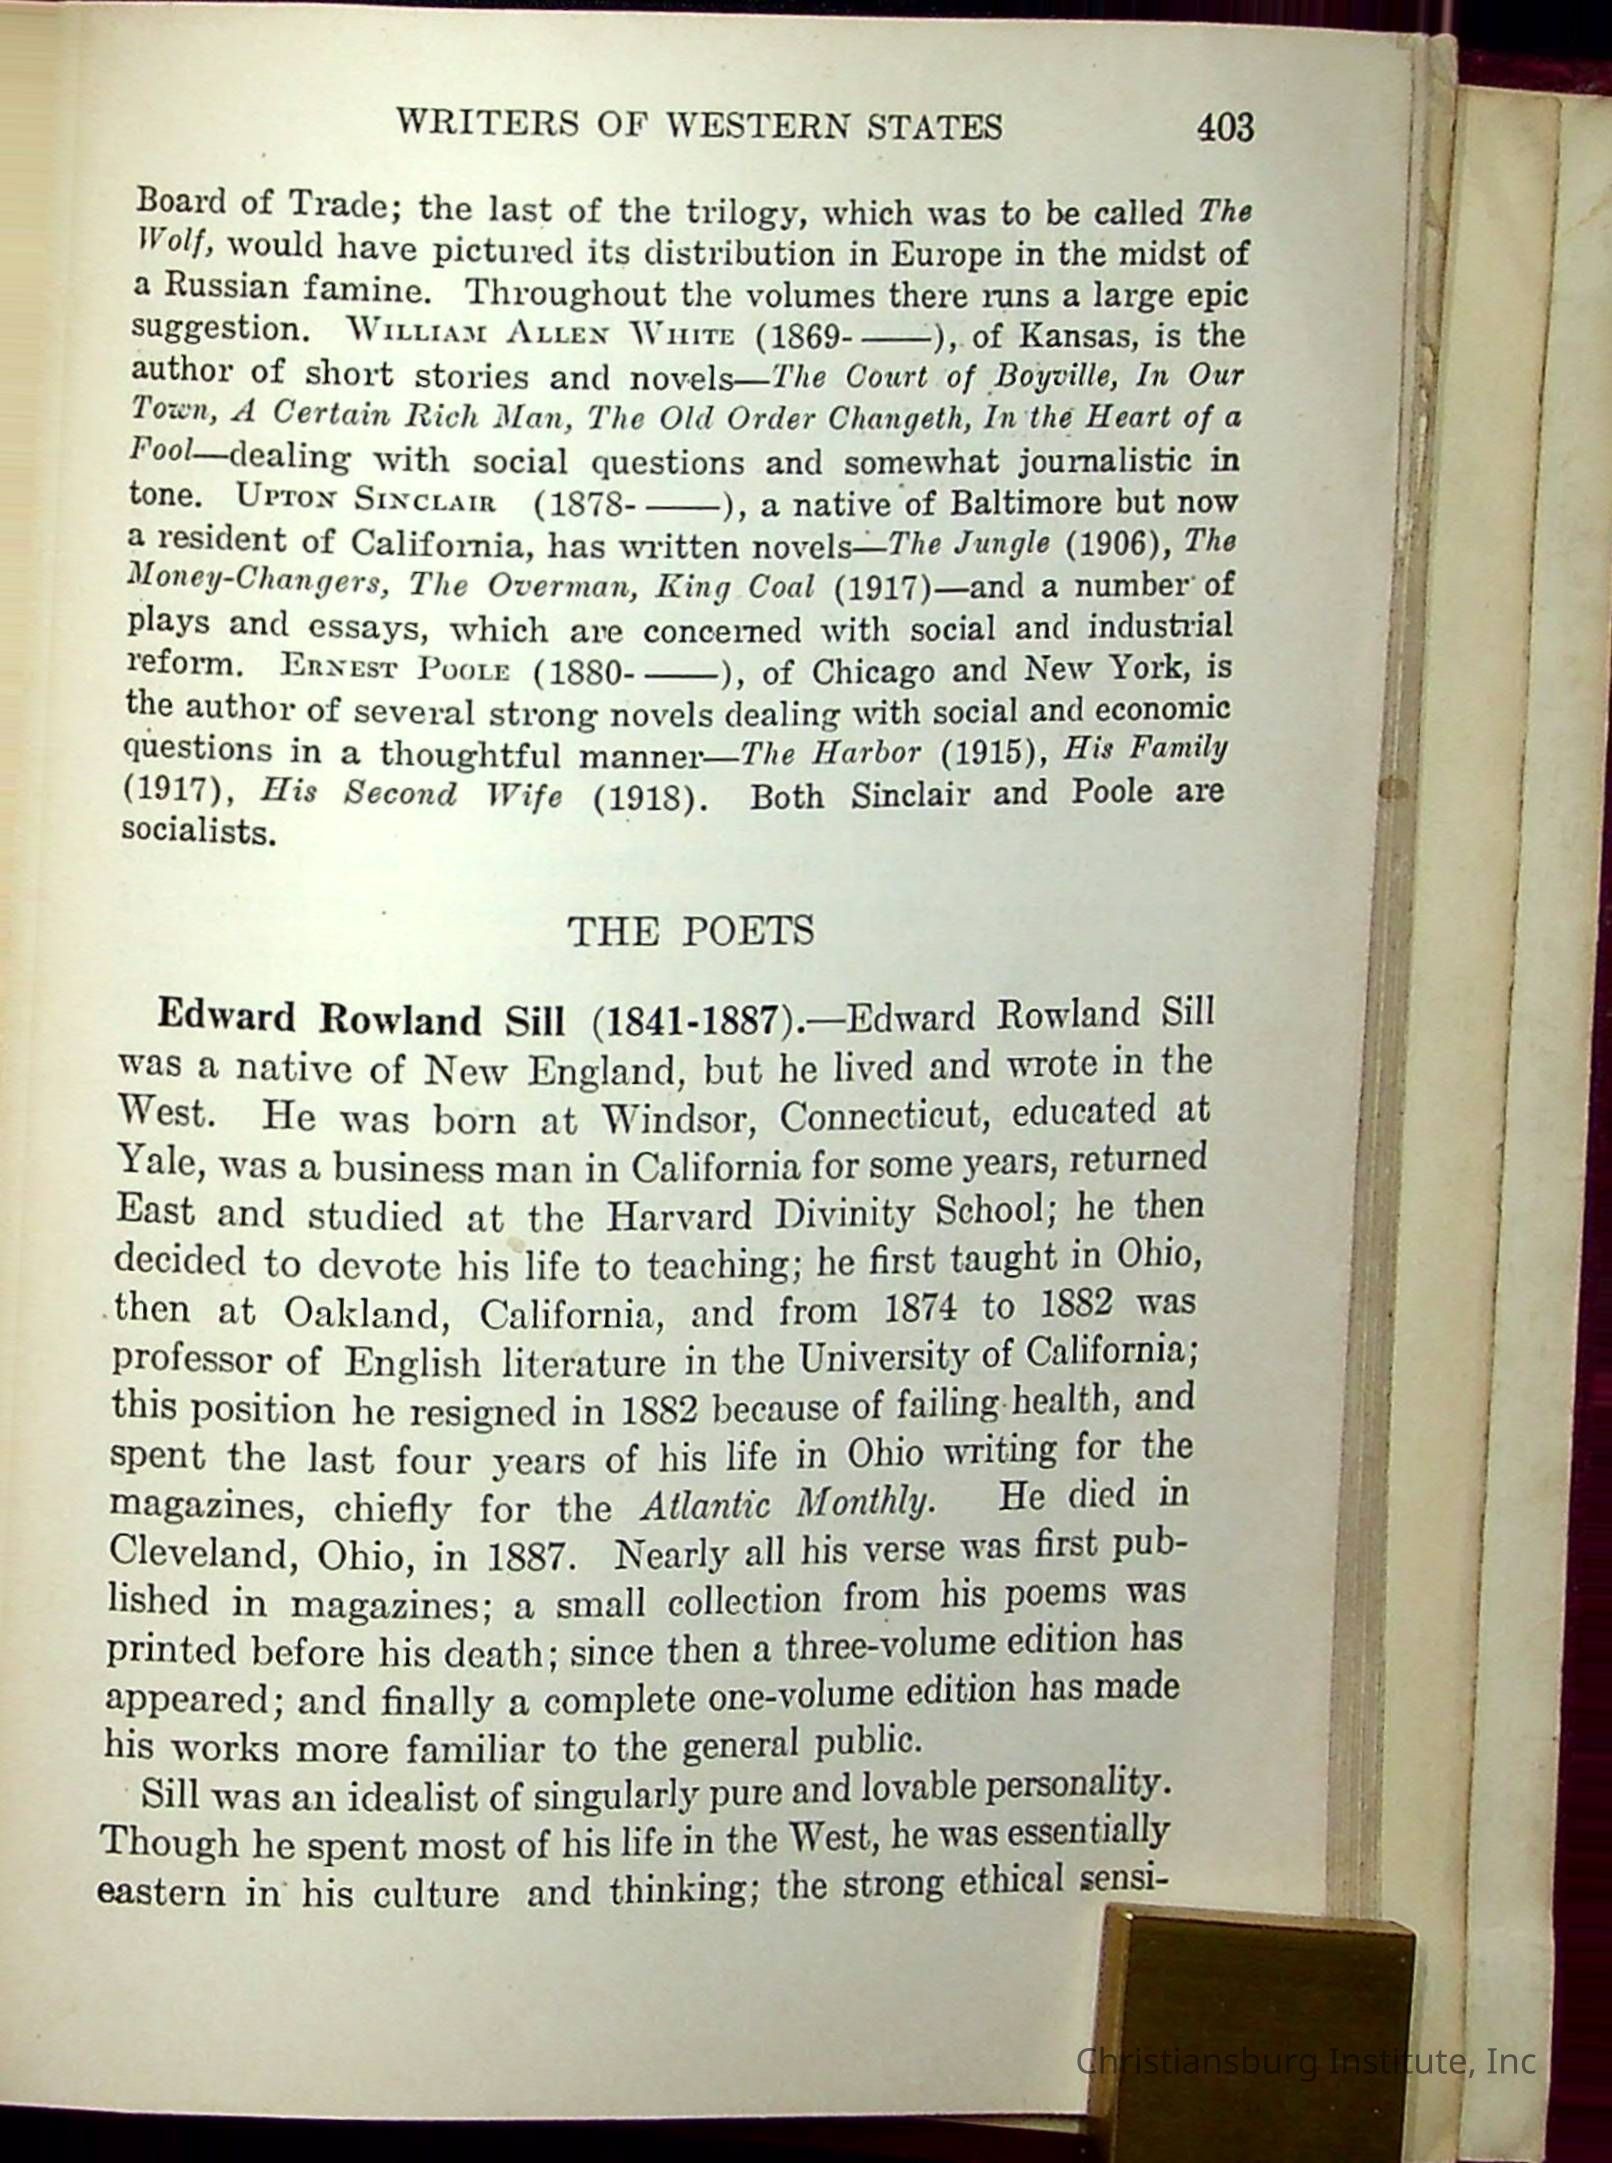 WRITERS OF WESTERN STATES 403
Board of Trade; the last of the trilogy, which was to be called The
Wolf, would have pictured its distribution in Europe in the midst of
a Russian famine. Throughout the volumes there runs a large epic
suggestion. WILLIAM ALLEN WHITE (1869- ——), of Kansas, is the
author of short stories and novels—The Court of Boyville, In Our
Town, A Certain Rich Man, The Old Order Changeth, In the Heart of a
Fool—dealing with social questions and somewhat journalistic in
tone. UPTON SINCLAIR (1878- ——), a native of Baltimore but now
a resident of California, has written novels—The Jungle (1906), The
Money-Changers, The Overman, King Coal (1917)—and a number of
plays and essays, which are concerned with social and industrial
reform. ERNEST POOLE (1880- ——), of Chicago and New York, is
the author of several strong novels dealing with social and economic
questions in a thoughtful manner—The Harbor (1915), His Family
(1917), His Second Wife (1918). Both Sinclair and Poole are
socialists.
THE POETS
Edward Rowland Sill (1841-1887).—Edward Rowland Sill
was a native of New England, but he lived and wrote in the
West. He was born at Windsor, Connecticut, educated at
Yale, was a business man in California for some years, returned
East and studied at the Harvard Divinity School; he then
decided to devote his life to teaching; he first taught in Ohio,
then at Oakland, California, and from 1874 to 1882 was
professor of English literature in the University of California;
this position he resigned in 1882 because of failing health, and
spent the last four years of his life in Ohio writing for the
magazines, chiefly for the Atlantic Monthly. He died in
Cleveland, Ohio, in 1887. Nearly all his verse was first pub-
lished in magazines; a small collection from his poems was
printed before his death; since then a three-volume edition has
appeared; and finally a complete one-volume edition has made
his works more familiar to the general public.
Sill was an idealist of singularly pure and lovable personality.
Though he spent most of his life in the West, he was essentially
eastern in his culture and thinking; the strong ethical sensi-
Christiansburg Institute, Inc